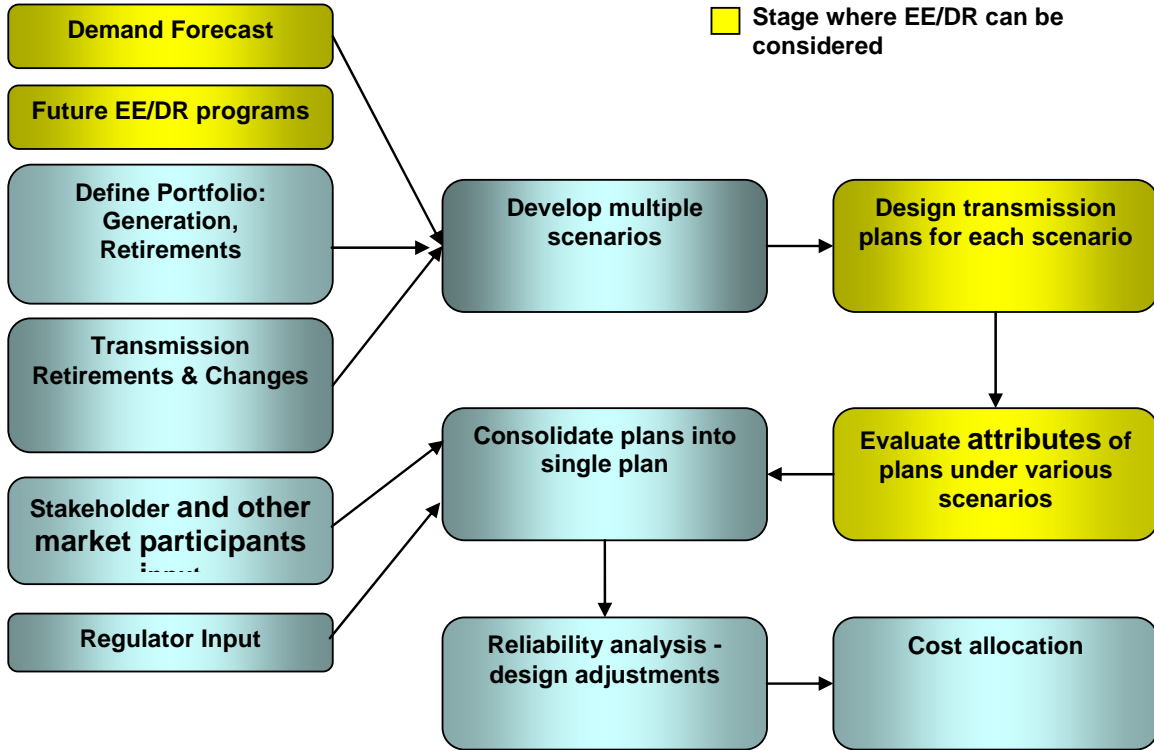 Demand Forecast
Stage where EE/DR can be
considered
Future EE/DR programs
Define Portfolio:
Generation,
Retirements
Develop multiple
scenarios
Design transmission
plans for each scenario
Transmission
Retirements & Changes
Consolidate plans into
single plan
Evaluate attributes of
plans under various
scenarios
Stakeholder and other
market participants
Regulator Input
Reliability analysis -
design adjustments
Cost allocation